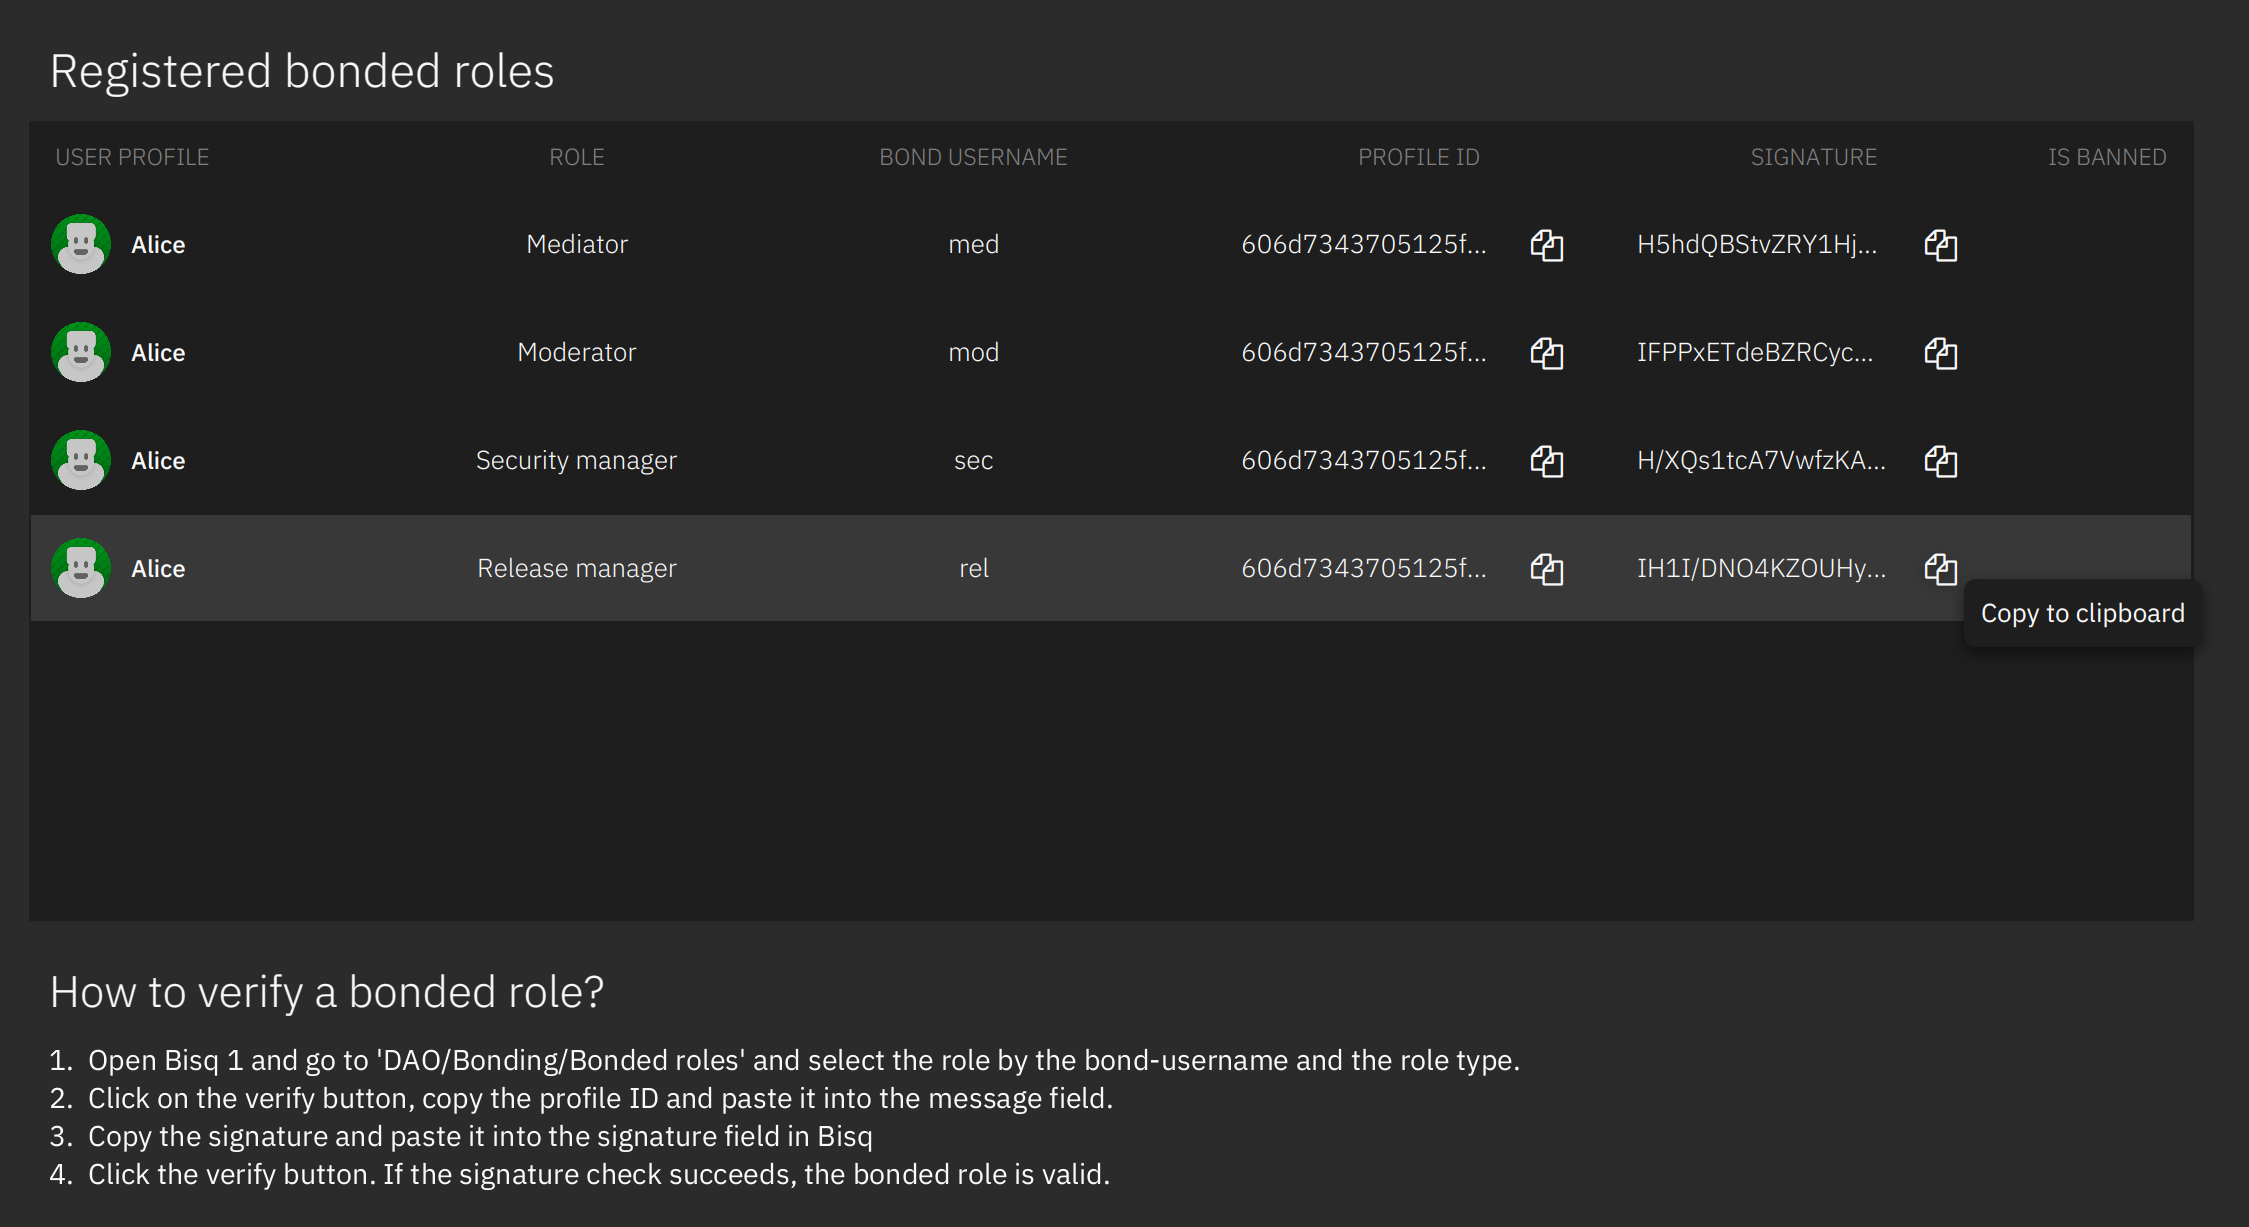 Registered bonded roles
USER PROFILE ROLE BOND USERNAME PROFILE ID SIGNATURE IS BANNED
Alice Mediator med 606d7343705125f... H5hdQBStvZRY1Hj...
Alice Moderator mod 606d7343705125f... IFPPxETdeBZRCyc...
Alice Security manager sec 606d7343705125f... H/XQs1tcA7VwfzKA...
Alice Release manager rel 606d7343705125f... IH1I/DNO4KZOUHy...
Copy to clipboard
How to verify a bonded role?
1. Open Bisq 1 and go to 'DAO/Bonding/Bonded roles' and select the role by the bond-username and the role type.
2. Click on the verify button, copy the profile ID and paste it into the message field.
3. Copy the signature and paste it into the signature field in Bisq
4. Click the verify button. If the signature check succeeds, the bonded role is valid.